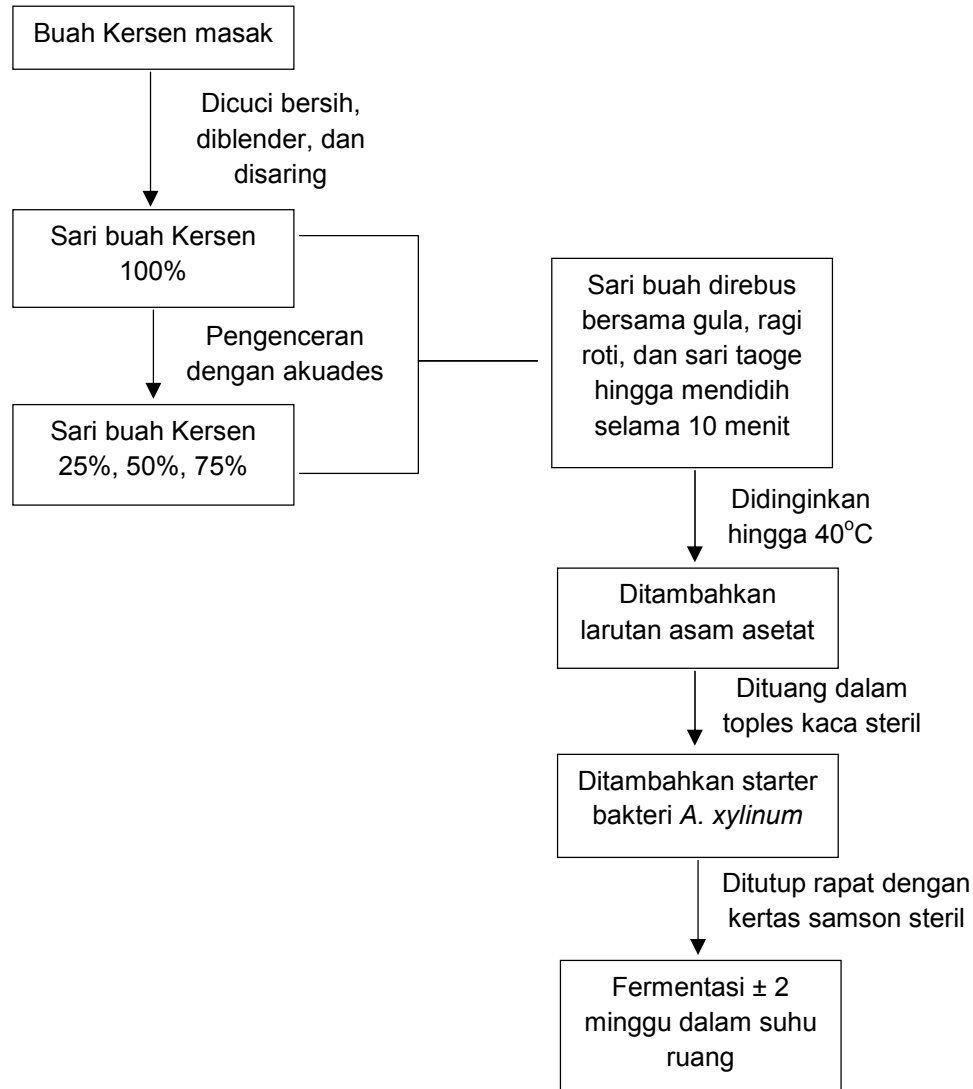 Buah Kersen masak
Dicuci bersih,
diblender, dan
disaring
Sari buah Kersen
100%
Pengenceran
dengan akuades
Sari buah Kersen
25%, 50%, 75%
Sari buah direbus
bersama gula, ragi
roti, dan sari taoge
hingga mendidih
selama 10 menit
Didinginkan
hingga 40°C
Ditambahkan
larutan asam asetat
Dituang dalam
toples kaca steril
Ditambahkan starter
bakteri A. xylinum
Ditutup rapat dengan
kertas samson steril
Fermentasi ± 2
minggu dalam suhu
ruang